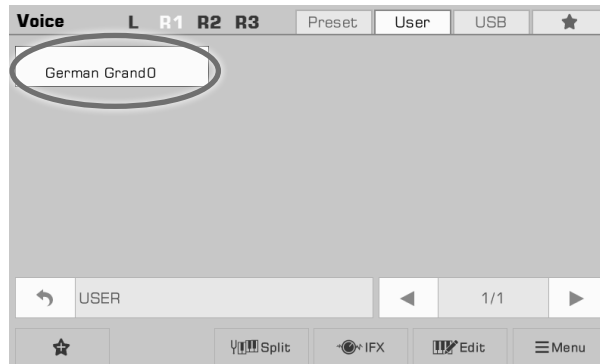 Voice L R1 R2 R3 Preset User USB
German Grand0
USER 1/1
Split IFX Edit Menu